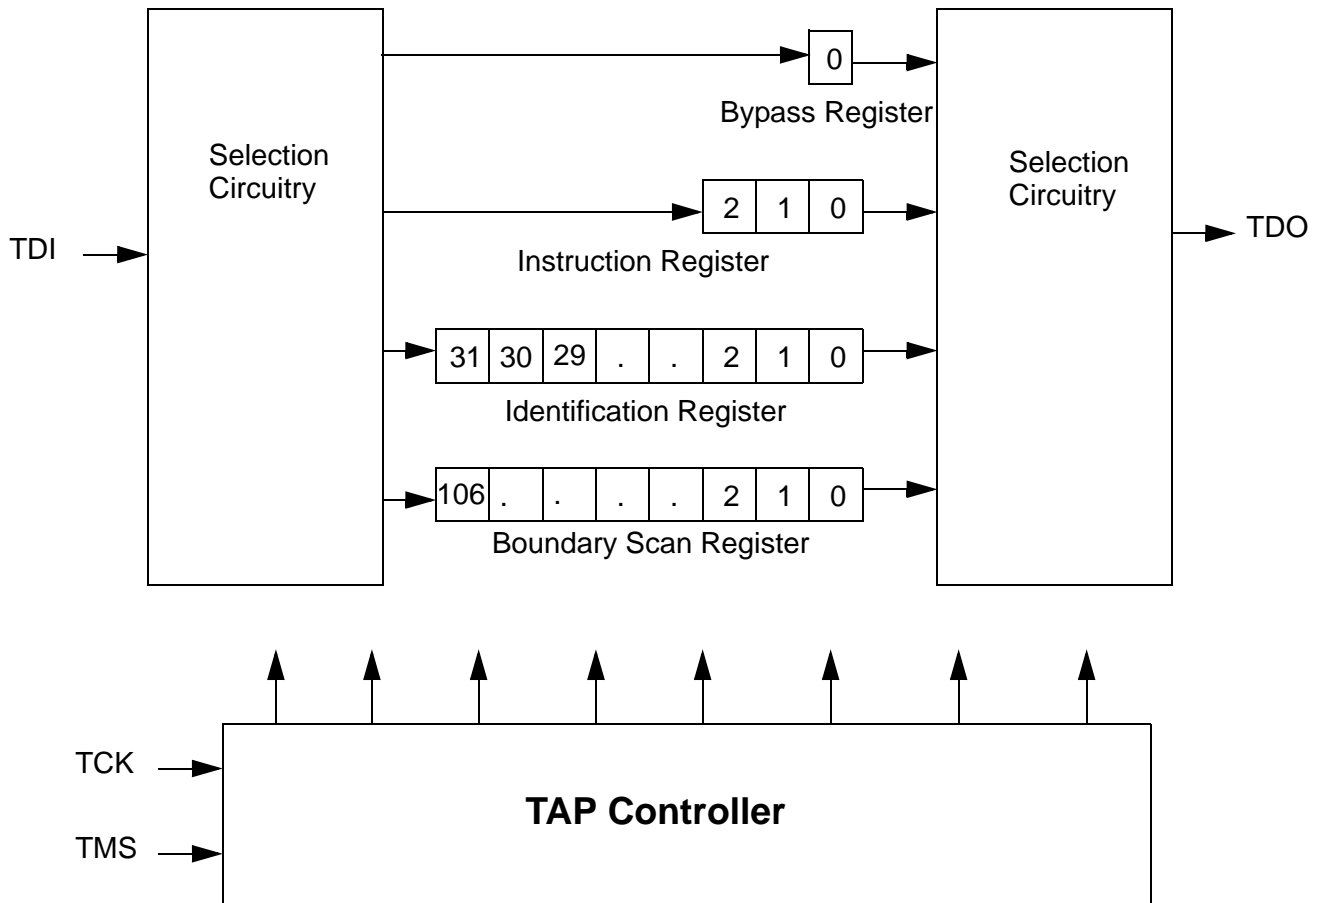 0
Bypass Register
Selection
Circuitry
Selection
Circuitry
2 1 0
Instruction Register
TDI
TDO
31 30 29 . . 2 1 0
Identification Register
106 . . . . 2 1 0
Boundary Scan Register
TCK
TAP Controller
TMS